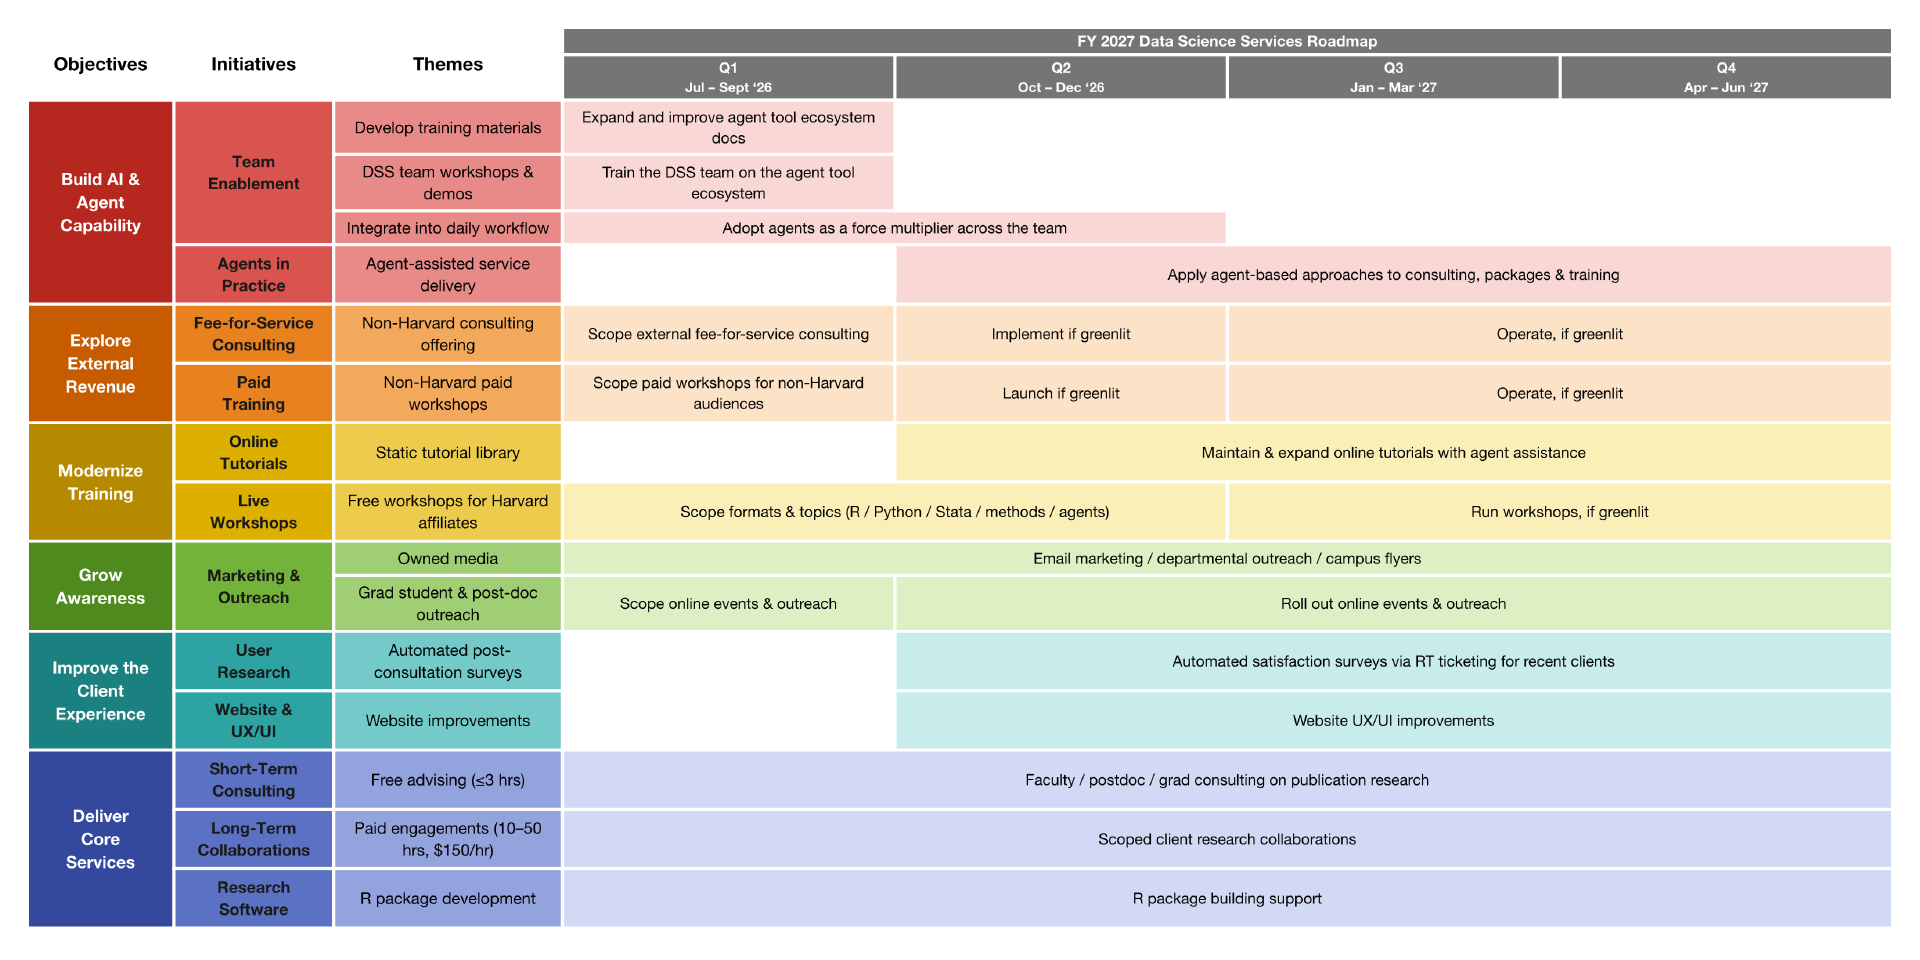 FY 2027 Data Science Services Roadmap
Objectives
Initiatives
Themes
Q1
Jul – Sept ‘26
Q2
Oct – Dec ‘26
Q3
Jan – Mar ‘27
Q4
Apr – Jun ‘27
Build AI &
Agent
Capability
Team
Enablement
Develop training materials
Expand and improve agent tool ecosystem
docs
DSS team workshops &
demos
Train the DSS team on the agent tool
ecosystem
Integrate into daily workflow
Adopt agents as a force multiplier across the team
Agents in
Practice
Agent-assisted service
delivery
Apply agent-based approaches to consulting, packages & training
Explore
External
Revenue
Fee-for-Service
Consulting
Non-Harvard consulting
offering
Scope external fee-for-service consulting
Implement if greenlit
Operate, if greenlit
Paid
Training
Non-Harvard paid
workshops
Scope paid workshops for non-Harvard
audiences
Launch if greenlit
Operate, if greenlit
Modernize
Training
Online
Tutorials
Static tutorial library
Maintain & expand online tutorials with agent assistance
Live
Workshops
Free workshops for Harvard
affiliates
Scope formats & topics (R / Python / Stata / methods / agents)
Run workshops, if greenlit
Grow
Awareness
Marketing &
Outreach
Owned media
Email marketing / departmental outreach / campus flyers
Grad student & post-doc
outreach
Scope online events & outreach
Roll out online events & outreach
Improve the
Client
Experience
User
Research
Automated post-
consultation surveys
Automated satisfaction surveys via RT ticketing for recent clients
Website &
UX/UI
Website improvements
Website UX/UI improvements
Deliver
Core
Services
Short-Term
Consulting
Free advising (≤3 hrs)
Faculty / postdoc / grad consulting on publication research
Long-Term
Collaborations
Paid engagements (10–50
hrs, $150/hr)
Scoped client research collaborations
Research
Software
R package development
R package building support